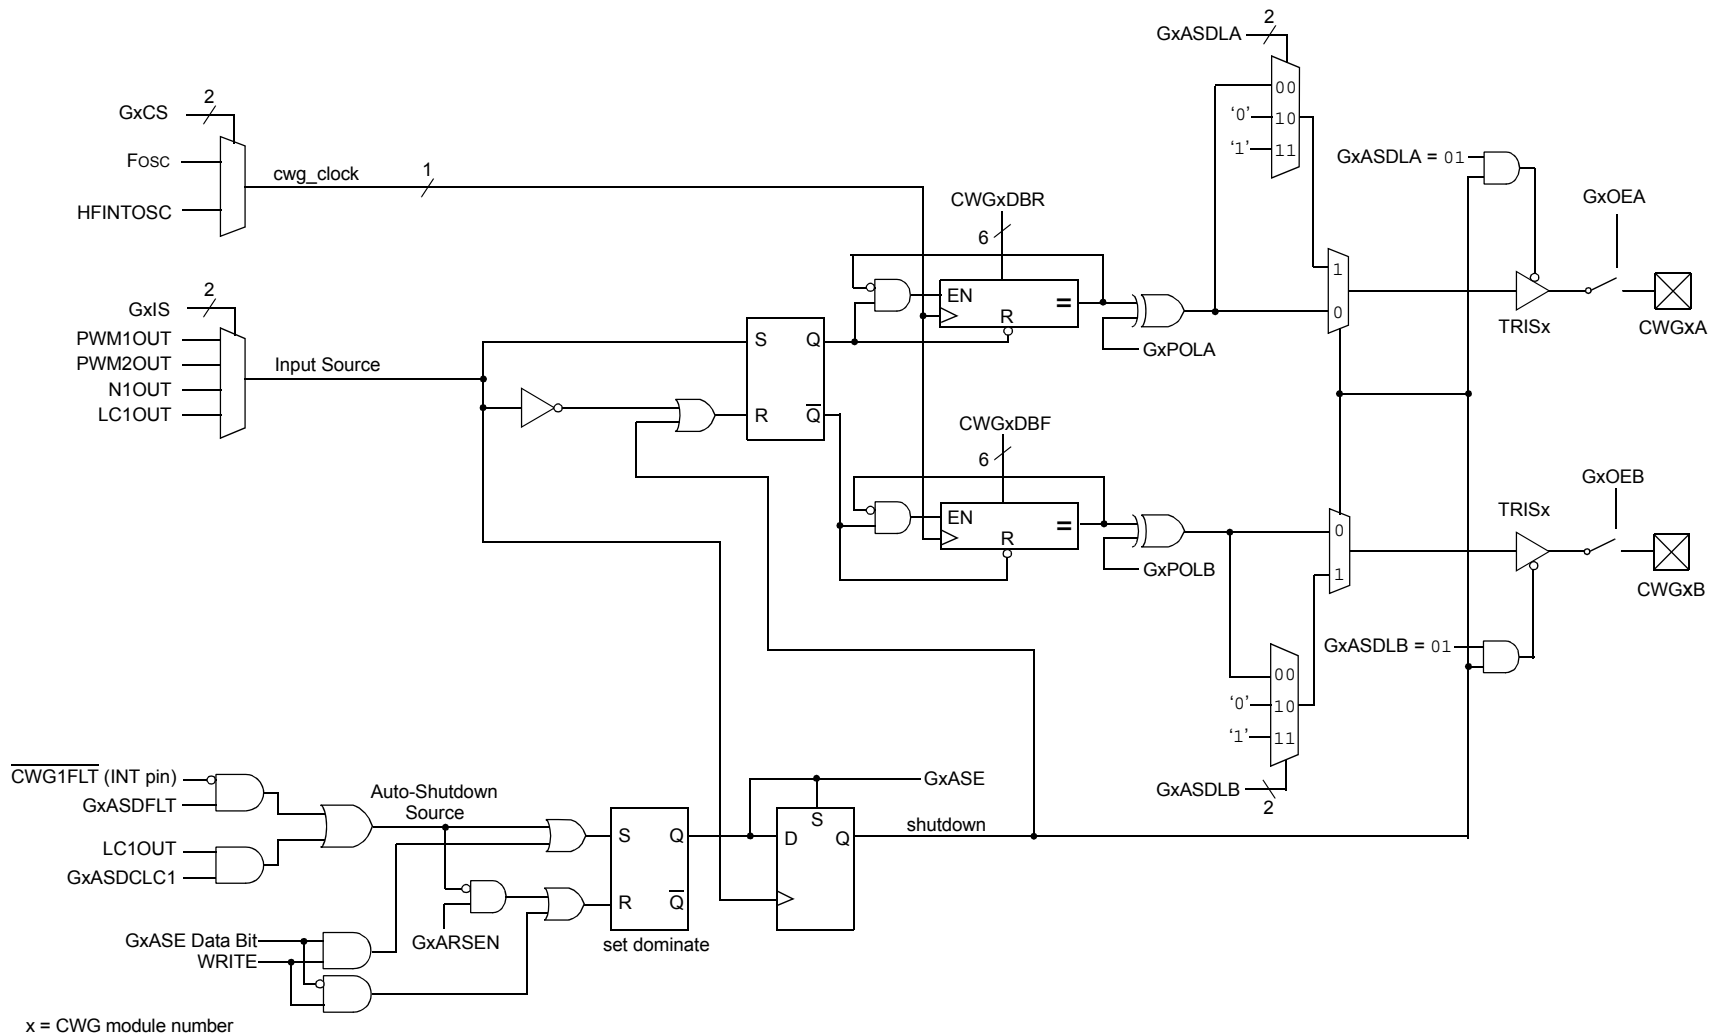 GxASDLA
2
00
'0'
10
'1'
11
GxCS
2
FOSC
HFINTOSC
cwg_clock
1
GxASDLA = 01
GxOEA
CWGxDBR
6
EN
=
R
GxPOLA
1
0
TRISx
CWGxA
GxIS
2
PWM1OUT
PWM2OUT
N1OUT
LC1OUT
Input Source
S
Q
R
Q
CWGxDBF
6
EN
=
R
GxPOLB
0
1
TRISx
GxOEB
CWGxB
GxASDLB = 01
00
'0'
10
'1'
11
GxASDLB
2
CWG1FLT (INT pin)
GxASDFLT
LC1OUT
GxASDCLC1
Auto-Shutdown
Source
GxASE
S
Q
R
Q
set dominate
S
D
Q
shutdown
GxARSEN
GxASE Data Bit
WRITE
x = CWG module number